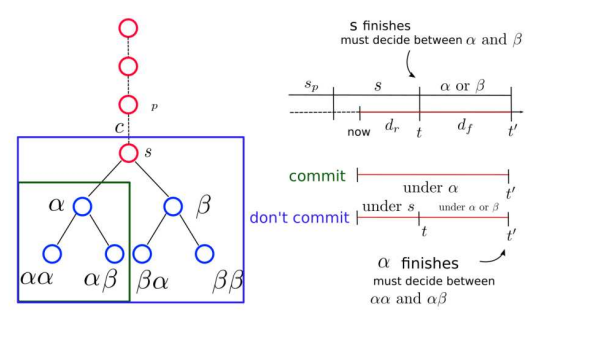 p
c
s
α
β
αα
αβ
βα
ββ
s finishes
must decide between α and β
s_p
s
α or β
now
d_r
t
d_f
t′
commit
under α
t′
don't commit
under s
under α or β
t
t′
α finishes
must decide between
αα and αβ